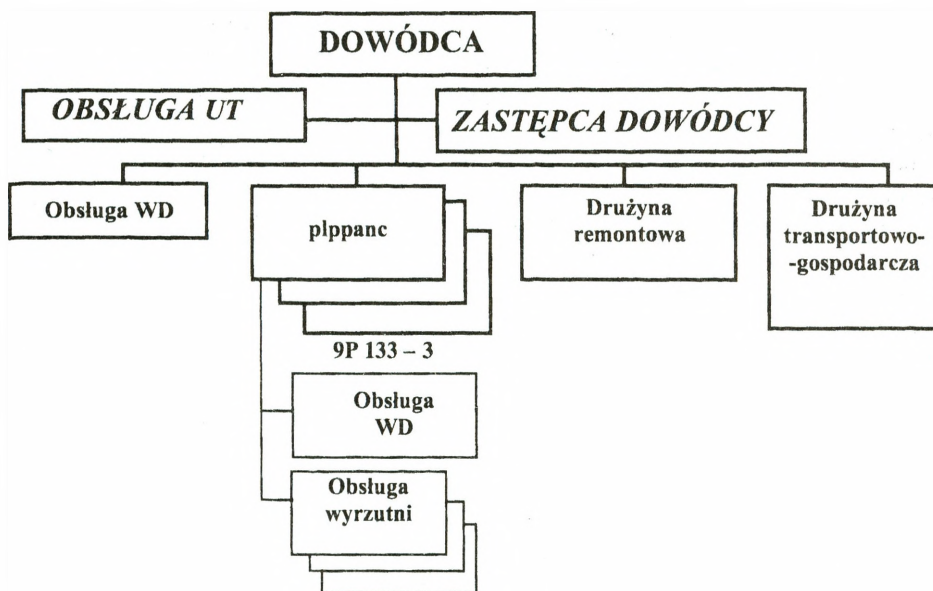 DOWÓDCA
OBSŁUGA UT
ZASTĘPCA DOWÓDCY
Obsługa WD
plppanc
Drużyna
remontowa
Drużyna
transportowo-
-gospodarcza
9P 133 – 3
Obsługa
WD
Obsługa
wyrzutni